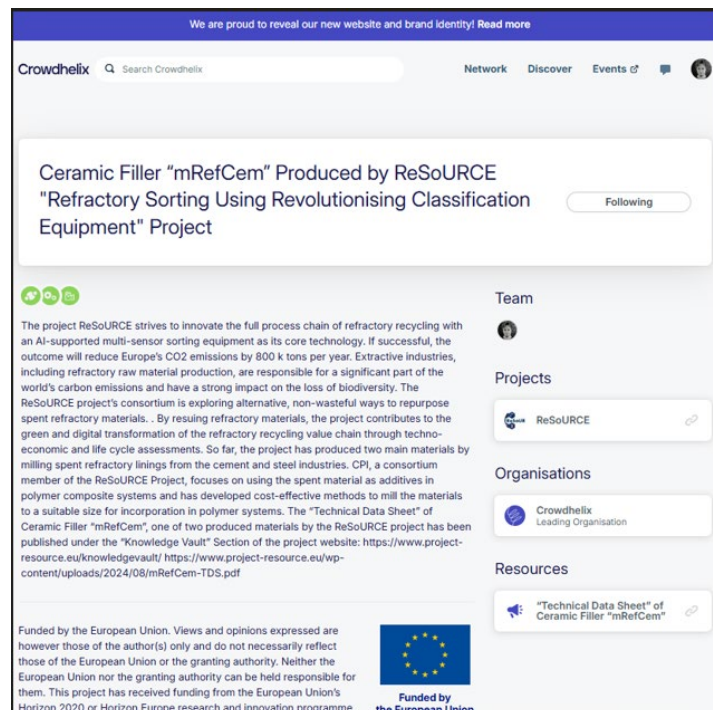 We are proud to reveal our new website and brand identity! Read more
Crowdhelix
Search Crowdhelix
Network
Discover
Events
Ceramic Filler “mRefCem” Produced by ReSoURCE
"Refractory Sorting Using Revolutionising Classification
Equipment" Project
Following
The project ReSoURCE strives to innovate the full process chain of refractory recycling with
an AI-supported multi-sensor sorting equipment as its core technology. If successful, the
outcome will reduce Europe's CO2 emissions by 800 k tons per year. Extractive industries,
including refractory raw material production, are responsible for a significant part of the
world's carbon emissions and have a strong impact on the loss of biodiversity. The
ReSoURCE project's consortium is exploring alternative, non-wasteful ways to repurpose
spent refractory materials. . By resuing refractory materials, the project contributes to the
green and digital transformation of the refractory recycling value chain through techno-
economic and life cycle assessments. So far, the project has produced two main materials by
milling spent refractory linings from the cement and steel industries. CPI, a consortium
member of the ReSoURCE Project, focuses on using the spent material as additives in
polymer composite systems and has developed cost-effective methods to mill the materials
to a suitable size for incorporation in polymer systems. The “Technical Data Sheet” of
Ceramic Filler “mRefCem”, one of two produced materials by the ReSoURCE project has been
published under the “Knowledge Vault” Section of the project website: https://www.project-
resource.eu/knowledgevault/ https://www.project-resource.eu/wp-
content/uploads/2024/08/mRefCem-TDS.pdf
Team
Projects
ReSoURCE
Organisations
Crowdhelix
Leading Organisation
Resources
“Technical Data Sheet” of
Ceramic Filler “mRefCem”
Funded by the European Union. Views and opinions expressed are
however those of the author(s) only and do not necessarily reflect
those of the European Union or the granting authority. Neither the
European Union nor the granting authority can be held responsible for
them. This project has received funding from the European Union's
Horizon 2020 or Horizon Europe research and innovation programme
Funded by
the European Union